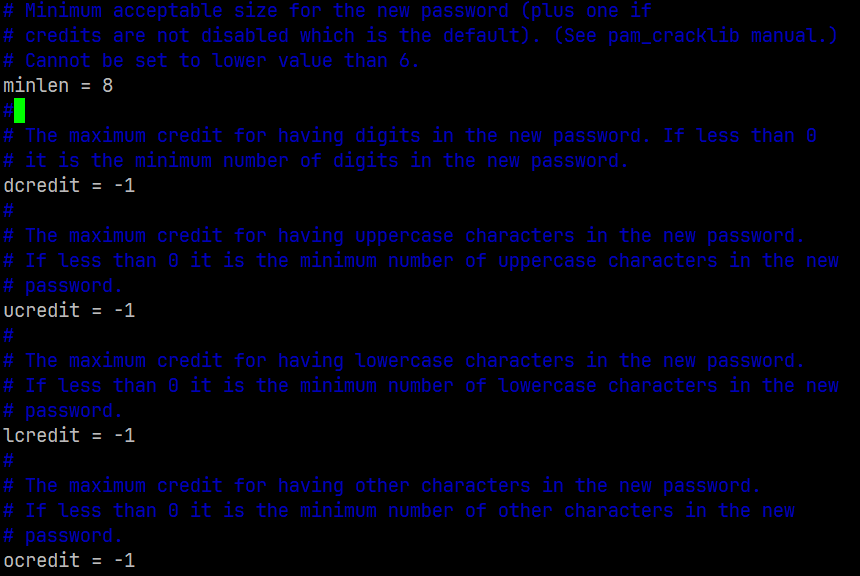 # Minimum acceptable size for the new password (plus one if
# credits are not disabled which is the default). (See pam_cracklib manual.)
# Cannot be set to lower value than 6.
minlen = 8
#
# The maximum credit for having digits in the new password. If less than 0
# it is the minimum number of digits in the new password.
dcredit = -1
#
# The maximum credit for having uppercase characters in the new password.
# If less than 0 it is the minimum number of uppercase characters in the new
# password.
ucredit = -1
#
# The maximum credit for having lowercase characters in the new password.
# If less than 0 it is the minimum number of lowercase characters in the new
# password.
lcredit = -1
#
# The maximum credit for having other characters in the new password.
# If less than 0 it is the minimum number of other characters in the new
# password.
ocredit = -1